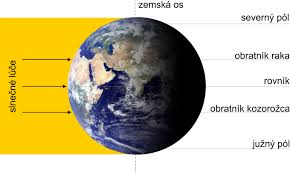 zemská os
severný pól
obratník raka
rovník
obratník kozorožca
južný pól
slnečné lúče